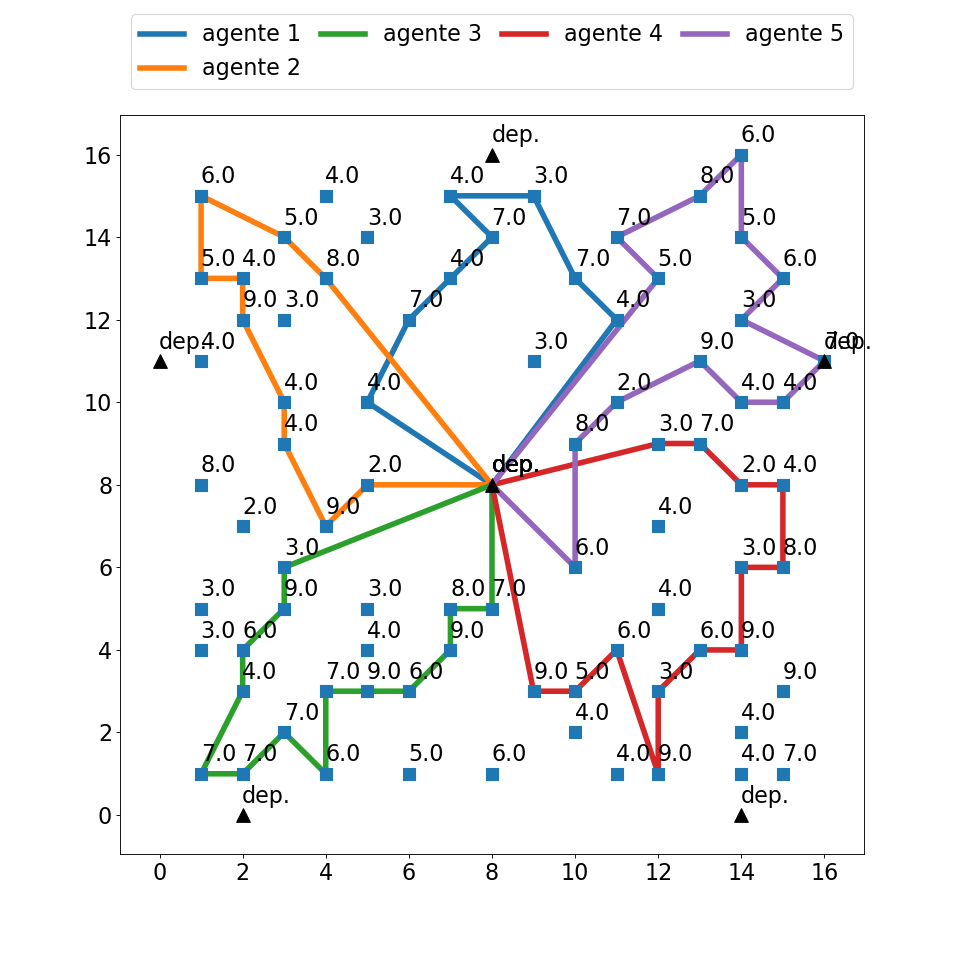 agente 1 agente 3 agente 4 agente 5
agente 2
dep. 6.0
16
6.0 4.0 4.0 3.0 8.0
5.0 3.0 7.0 7.0 5.0
14
5.0 4.0 8.0 4.0 7.0 5.0 6.0
9.0 3.0 7.0 4.0 3.0
12
dep. 4.0 3.0 9.0 7.0 dep.
4.0 4.0 2.0 4.0 4.0
10
4.0 8.0 3.0 7.0
8.0 2.0 dep. 2.0 4.0
8
2.0 9.0 4.0
3.0 6.0 3.0 8.0
6
3.0 9.0 3.0 8.0 7.0 4.0
3.0 6.0 4.0 9.0 6.0 6.0 9.0
4
4.0 7.0 9.0 6.0 9.0 5.0 3.0 9.0
7.0 4.0 4.0
2
7.0 7.0 6.0 5.0 6.0 4.0 9.0 4.0 7.0
dep. dep.
0
0 2 4 6 8 10 12 14 16